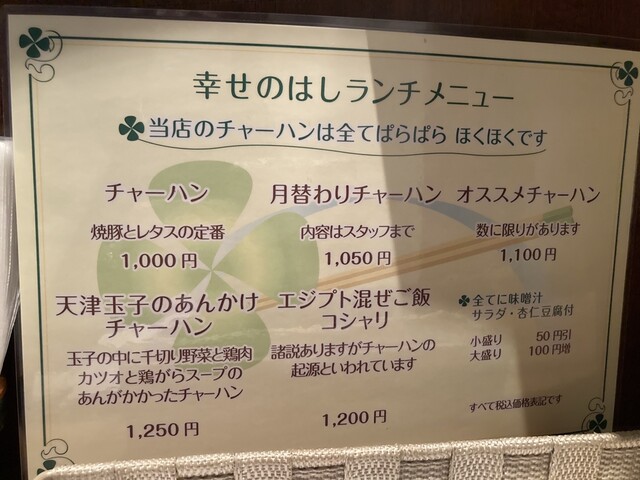 幸せのはしランチメニュー
当店のチャーハンは全てぱらぱら ほくほくです
チャーハン
焼豚とレタスの定番
1,000円
月替わりチャーハン
内容はスタッフまで
1,050円
オススメチャーハン
数に限りがあります
1,100円
天津玉子のあんかけ
チャーハン
玉子の中に千切り野菜と鶏肉
カツオと鶏がらスープの
あんがかかったチャーハン
1,250円
エジプト混ぜご飯
コシャリ
諸説ありますがチャーハンの
起源といわれています
1,200円
全てに味噌汁
サラダ・杏仁豆腐付
小盛り 50円引
大盛り 100円増
すべて税込価格表記です